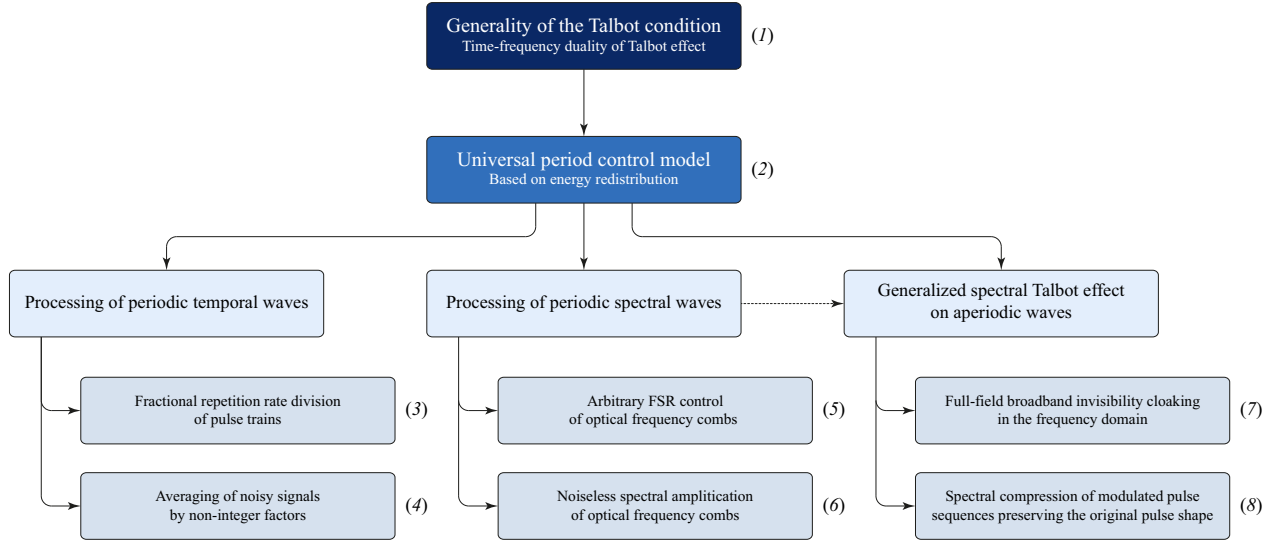 Generality of the Talbot condition
Time-frequency duality of Talbot effect
(1)
Universal period control model
Based on energy redistribution
(2)
Processing of periodic temporal waves
Processing of periodic spectral waves
Generalized spectral Talbot effect
on aperiodic waves
Fractional repetition rate division
of pulse trains
(3)
Arbitrary FSR control
of optical frequency combs
(5)
Full-field broadband invisibility cloaking
in the frequency domain
(7)
Averaging of noisy signals
by non-integer factors
(4)
Noiseless spectral amplitication
of optical frequency combs
(6)
Spectral compression of modulated pulse
sequences preserving the original pulse shape
(8)